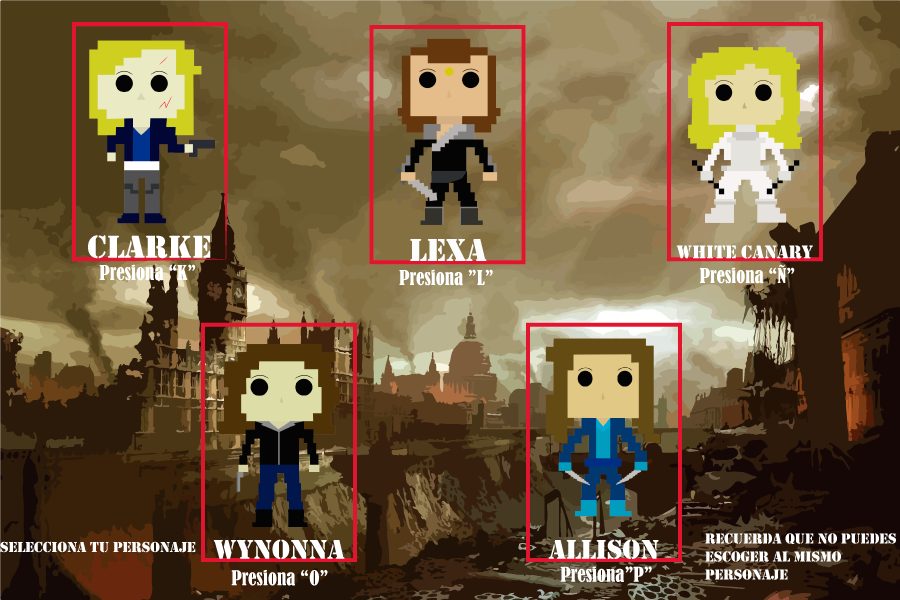 CLARKE
Presiona “K”
LEXA
Presiona ”L”
WHITE CANARY
Presiona “Ñ”
WYNONNA
Presiona “O”
ALLISON
Presiona”P”
SELECCIONA TU PERSONAJE
RECUERDA QUE NO PUEDES
ESCOGER AL MISMO
PERSONAJE